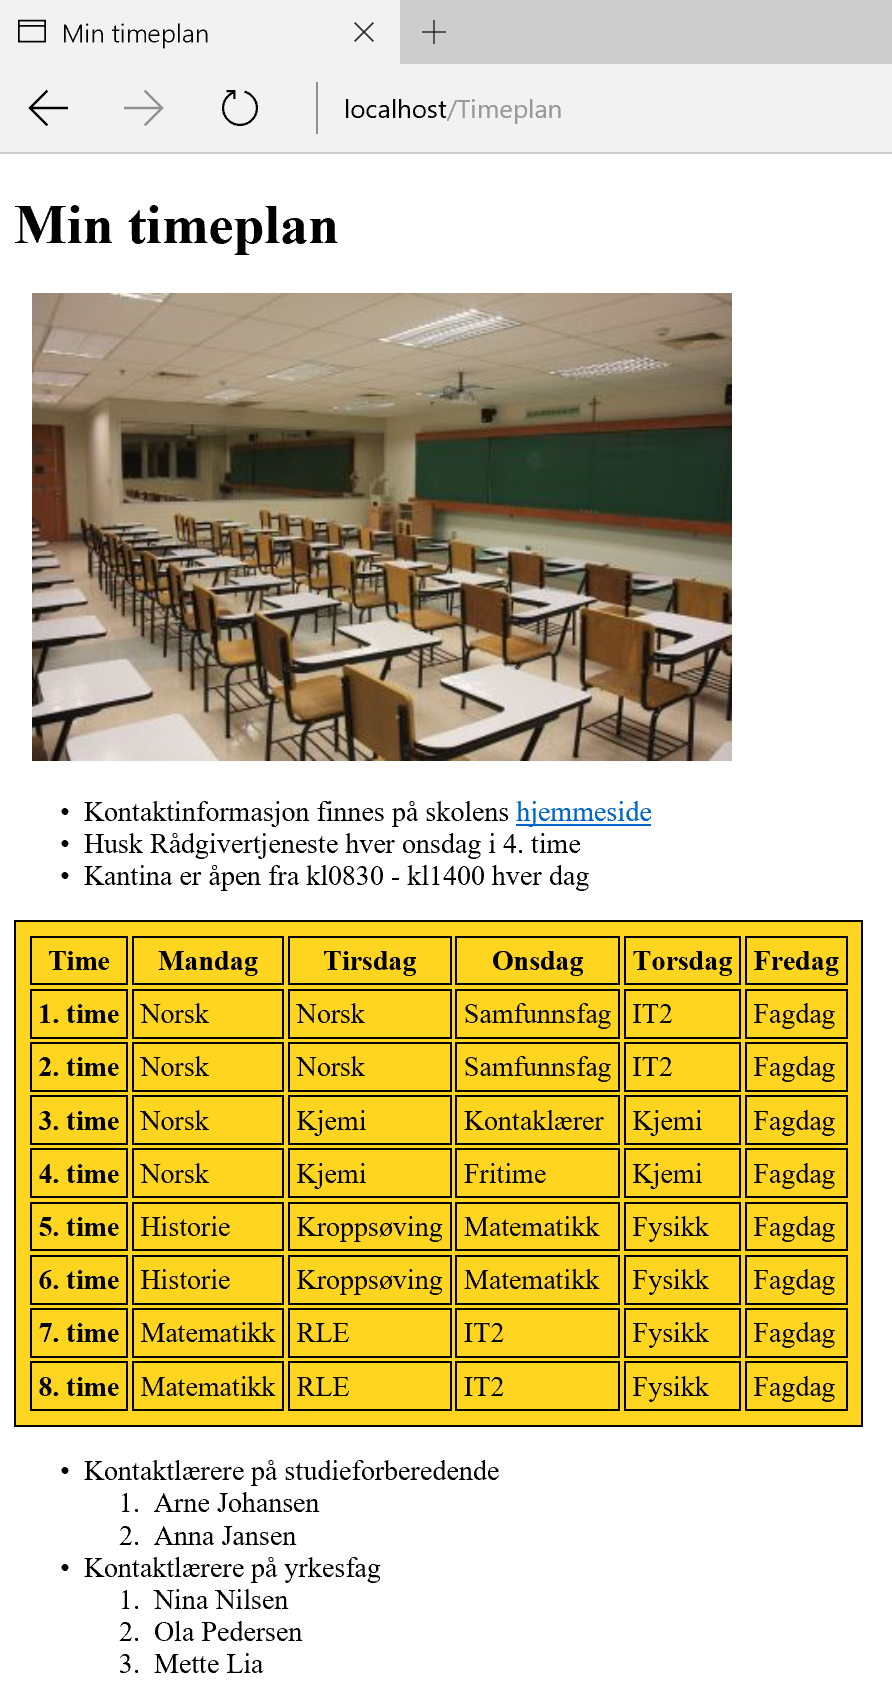 Min timeplan
localhost/Timeplan
Min timeplan
Kontaktinformasjon finnes på skolens hjemmeside
Husk Rådgivertjeneste hver onsdag i 4. time
Kantina er åpen fra kl0830 - kl1400 hver dag
Time Mandag Tirsdag Onsdag Torsdag Fredag
1. time Norsk Norsk Samfunnsfag IT2 Fagdag
2. time Norsk Norsk Samfunnsfag IT2 Fagdag
3. time Norsk Kjemi Kontaklærer Kjemi Fagdag
4. time Norsk Kjemi Fritime Kjemi Fagdag
5. time Historie Kroppsøving Matematikk Fysikk Fagdag
6. time Historie Kroppsøving Matematikk Fysikk Fagdag
7. time Matematikk RLE IT2 Fysikk Fagdag
8. time Matematikk RLE IT2 Fysikk Fagdag
Kontaktlærere på studieforberedende
1. Arne Johansen
2. Anna Jansen
Kontaktlærere på yrkesfag
1. Nina Nilsen
2. Ola Pedersen
3. Mette Lia